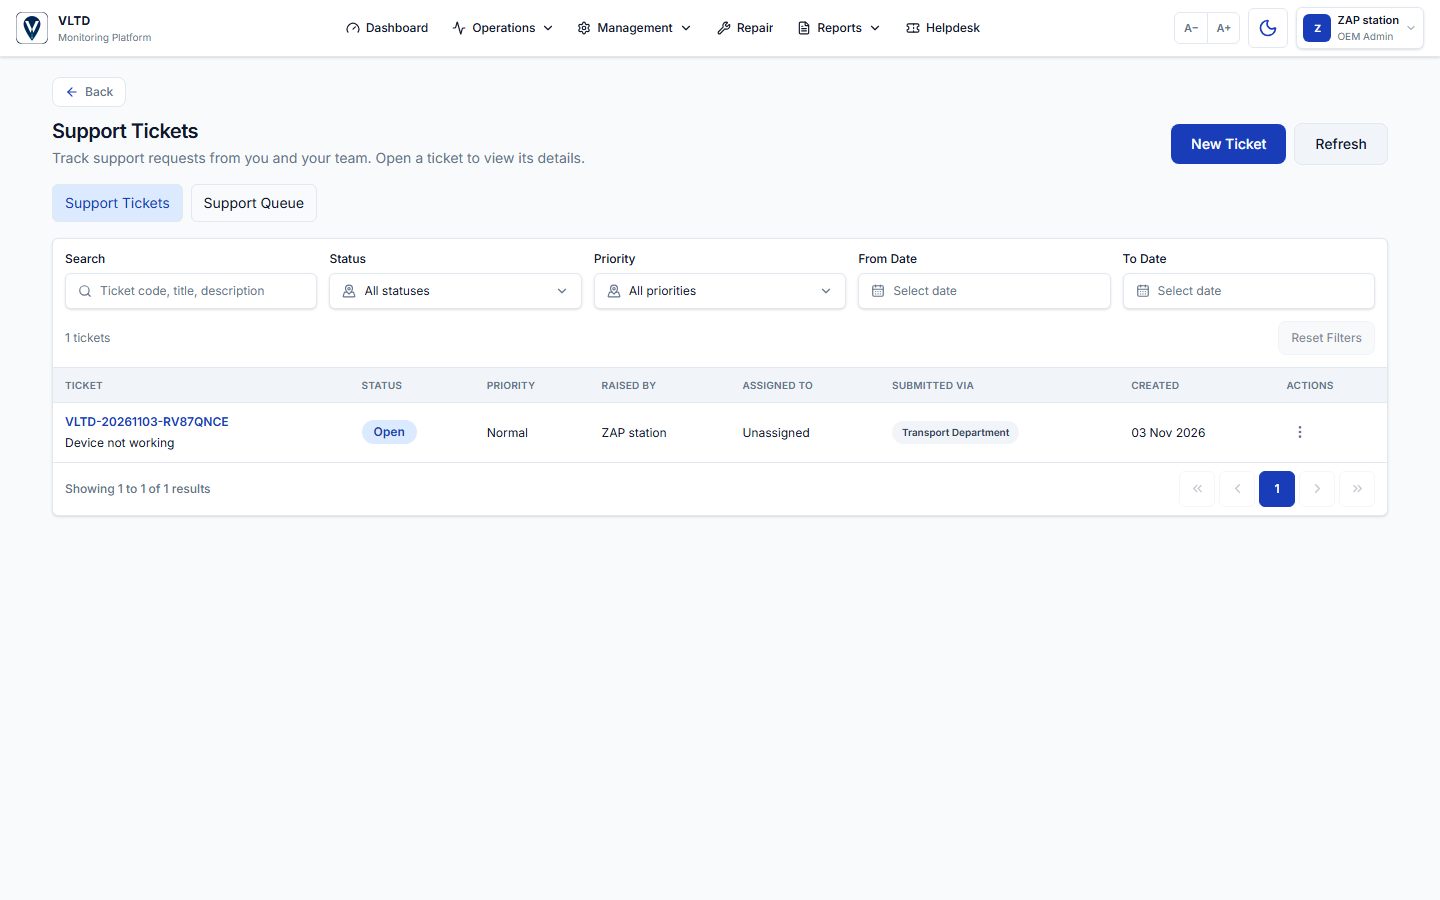 VLTD
Monitoring Platform
Dashboard
Operations
Management
Repair
Reports
Helpdesk
A−
A+
Z
ZAP station
OEM Admin
Back
Support Tickets
Track support requests from you and your team. Open a ticket to view its details.
New Ticket
Refresh
Support Tickets
Support Queue
Search
Status
Priority
From Date
To Date
Ticket code, title, description
All statuses
All priorities
Select date
Select date
1 tickets
Reset Filters
TICKET
STATUS
PRIORITY
RAISED BY
ASSIGNED TO
SUBMITTED VIA
CREATED
ACTIONS
VLTD-20261103-RV87QNCE
Device not working
Open
Normal
ZAP station
Unassigned
Transport Department
03 Nov 2026
Showing 1 to 1 of 1 results
1